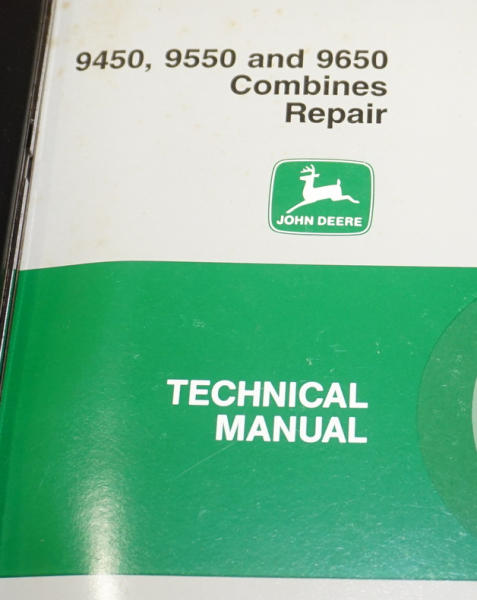 9450, 9550 and 9650
Combines
Repair
JOHN DEERE
TECHNICAL
MANUAL